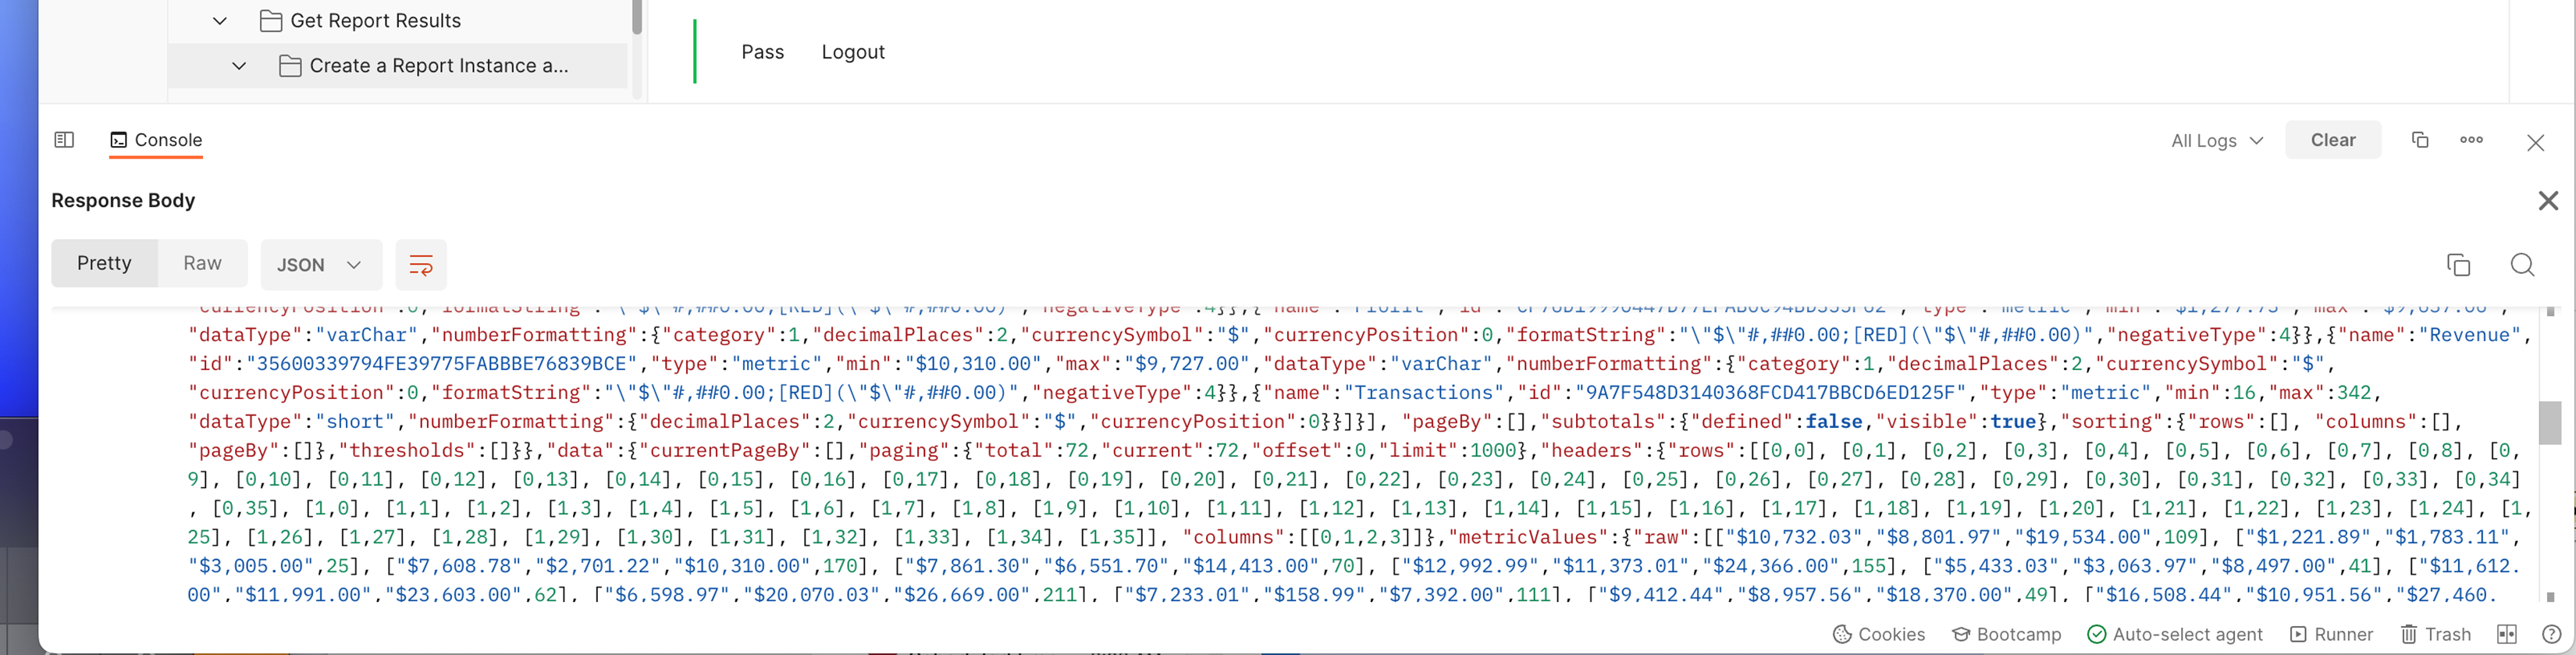 Get Report Results
Create a Report Instance a...
Pass Logout
Console
All Logs
Clear
Response Body
Pretty Raw JSON
"dataType":"varChar","numberFormatting":{"category":1,"decimalPlaces":2,"currencySymbol":"$","currencyPosition":0,"formatString":"\"$\"#,##0.00;[RED](\"$\"#,##0.00)","negativeType":4}},{"name":"Revenue",
"id":"35600339794FE39775FABBBE76839BCE","type":"metric","min":"$10,310.00","max":"$9,727.00","dataType":"varChar","numberFormatting":{"category":1,"decimalPlaces":2,"currencySymbol":"$",
"currencyPosition":0,"formatString":"\"$\"#,##0.00;[RED](\"$\"#,##0.00)","negativeType":4}},{"name":"Transactions","id":"9A7F548D3140368FCD417BBCD6ED125F","type":"metric","min":16,"max":342,
"dataType":"short","numberFormatting":{"decimalPlaces":2,"currencySymbol":"$","currencyPosition":0}}]}], "pageBy":[],"subtotals":{"defined":false,"visible":true},"sorting":{"rows":[], "columns":[],
"pageBy":[]},"thresholds":[]}},"data":{"currentPageBy":[],"paging":{"total":72,"current":72,"offset":0,"limit":1000},"headers":{"rows":[[0,0], [0,1], [0,2], [0,3], [0,4], [0,5], [0,6], [0,7], [0,8], [0,
9], [0,10], [0,11], [0,12], [0,13], [0,14], [0,15], [0,16], [0,17], [0,18], [0,19], [0,20], [0,21], [0,22], [0,23], [0,24], [0,25], [0,26], [0,27], [0,28], [0,29], [0,30], [0,31], [0,32], [0,33], [0,34]
, [0,35], [1,0], [1,1], [1,2], [1,3], [1,4], [1,5], [1,6], [1,7], [1,8], [1,9], [1,10], [1,11], [1,12], [1,13], [1,14], [1,15], [1,16], [1,17], [1,18], [1,19], [1,20], [1,21], [1,22], [1,23], [1,24], [1,
25], [1,26], [1,27], [1,28], [1,29], [1,30], [1,31], [1,32], [1,33], [1,34], [1,35]], "columns":[[0,1,2,3]]},"metricValues":{"raw":[["$10,732.03","$8,801.97","$19,534.00",109], ["$1,221.89","$1,783.11",
"$3,005.00",25], ["$7,608.78","$2,701.22","$10,310.00",170], ["$7,861.30","$6,551.70","$14,413.00",70], ["$12,992.99","$11,373.01","$24,366.00",155], ["$5,433.03","$3,063.97","$8,497.00",41], ["$11,612.
00","$11,991.00","$23,603.00",62], ["$6,598.97","$20,070.03","$26,669.00",211], ["$7,233.01","$158.99","$7,392.00",111], ["$9,412.44","$8,957.56","$18,370.00",49], ["$16,508.44","$10,951.56","$27,460.
Cookies Bootcamp Auto-select agent Runner Trash